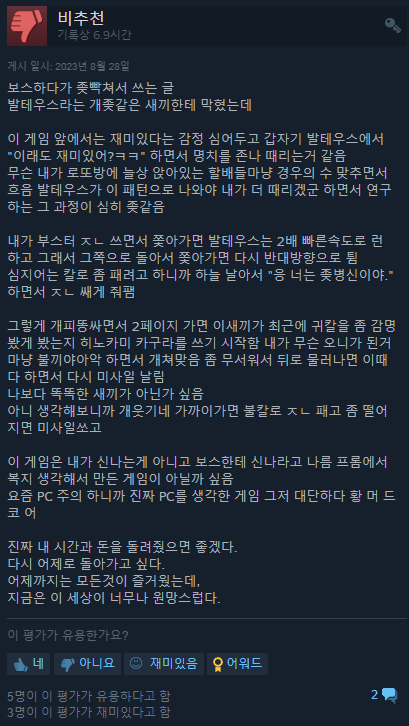 비추천
기록상 6.9시간
게시 일시: 2023년 8월 28일
보스하다가 좆빡쳐서 쓰는 글
발테우스라는 개좆같은 새끼한테 막혔는데
이 게임 앞에서는 재미있다는 감정 심어두고 갑자기 발테우스에서
"이래도 재미있어?ㅋㅋ" 하면서 명치를 존나 때리는거 같음
무슨 내가 로또방에 늘상 앉아있는 할배들마냥 경우의 수 맞추면서
흐음 발테우스가 이 패턴으로 나와야 내가 더 때리겠군 하면서 연구
하는 그 과정이 심히 좆같음
내가 부스터 ㅈㄴ 쓰면서 쫓아가면 발테우스는 2배 빠른속도로 런
하고 그래서 그쪽으로 돌아서 쫓아가면 다시 반대방향으로 튐
심지어는 칼로 좀 패려고 하니까 하늘 날아서 "응 너는 좆병신이야."
하면서 ㅈㄴ 쌔게 줘팸
그렇게 개피똥싸면서 2페이지 가면 이새끼가 최근에 귀칼을 좀 감명
봤게 봤는지 히노카미 카구라를 쓰기 시작함 내가 무슨 오니가 된거
마냥 불끼야아악 하면서 개쳐맞음 좀 무서워서 뒤로 물러나면 이때
다 하면서 다시 미사일 날림
나보다 똑똑한 새끼가 아닌가 싶음
아니 생각해보니까 개웃기네 가까이가면 불칼로 ㅈㄴ 패고 좀 떨어
지면 미사일쏘고
이 게임은 내가 신나는게 아니고 보스한테 신나라고 나름 프롬에서
복지 생각해서 만든 게임이 아닐까 싶음
요즘 PC 주의 하니까 진짜 PC를 생각한 게임 그저 대단하다 황 머 드
코 어
진짜 내 시간과 돈을 돌려줬으면 좋겠다.
다시 어제로 돌아가고 싶다.
어제까지는 모든것이 즐거웠는데,
지금은 이 세상이 너무나 원망스럽다.
이 평가가 유용한가요?
네 아니요 재미있음 어워드
5명이 이 평가가 유용하다고 함 2
3명이 이 평가가 재미있다고 함